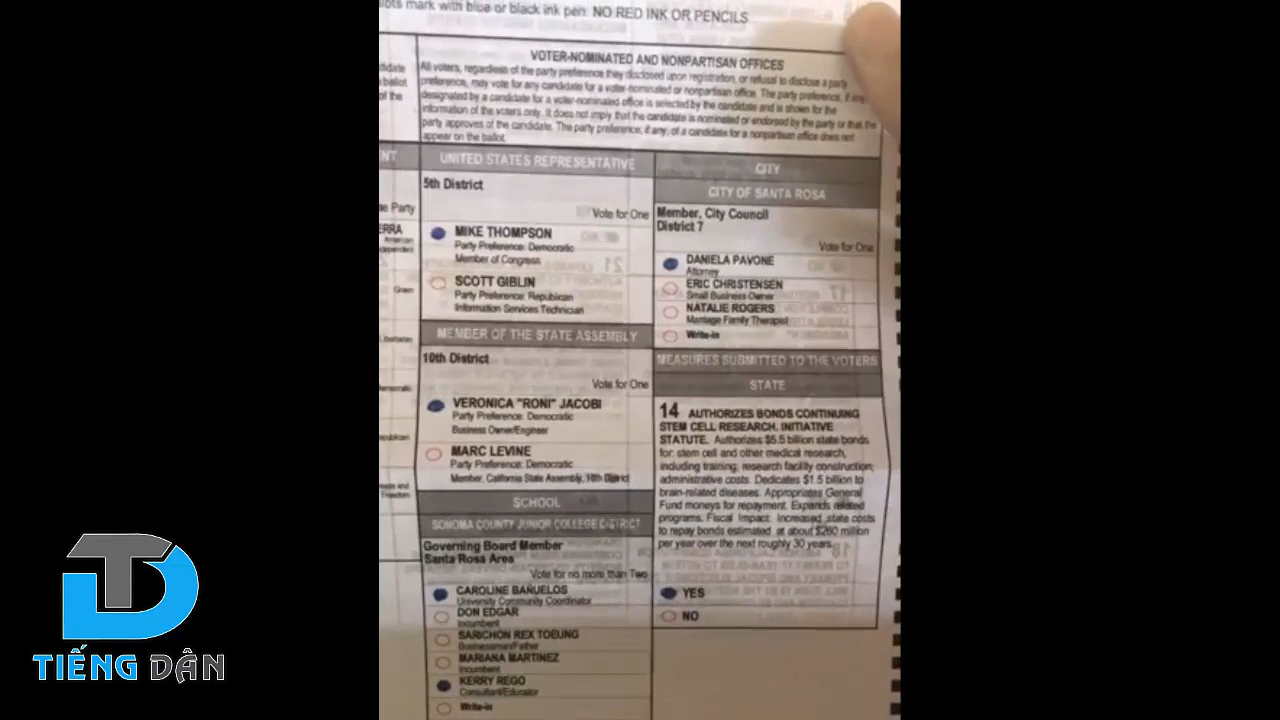 lots mark with blue or black ink pen. NO RED INK OR PENCILS
VOTER-NOMINATED AND NONPARTISAN OFFICES
All voters, regardless of the party preference they disclosed upon registration, or refusal to disclose a party
preference, may vote for any candidate for a voter-nominated or nonpartisan office. The party preference, if any,
designated by a candidate for a voter-nominated office is selected by the candidate and is shown for the
information of the voters only. It does not imply that the candidate is nominated or endorsed by the party or that the
party approves of the candidate. The party preference, if any, of a candidate for a nonpartisan office does not
appear on the ballot.
UNITED STATES REPRESENTATIVE
5th District
Vote for One
MIKE THOMPSON
Party Preference: Democratic
Member of Congress
SCOTT GIBLIN
Party Preference: Republican
Information Services Technician
MEMBER OF THE STATE ASSEMBLY
10th District
Vote for One
VERONICA "RONI" JACOBI
Party Preference: Democratic
Business Owner/Engineer
MARC LEVINE
Party Preference: Democratic
Member, California State Assembly, 10th District
SCHOOL
SONOMA COUNTY JUNIOR COLLEGE DISTRICT
Governing Board Member
Santa Rosa Area
Vote for no more than Two
CAROLINE BAÑUELOS
University Community Coordinator
DON EDGAR
Incumbent
SARICHON REX TOEUNG
Businessman/Father
MARIANA MARTINEZ
Incumbent
KERRY REGO
Consultant/Educator
Write-in
CITY
CITY OF SANTA ROSA
Member, City Council
District 7
Vote for One
DANIELA PAVONE
Attorney
ERIC CHRISTENSEN
Small Business Owner
NATALIE ROGERS
Marriage Family Therapist
Write-in
MEASURES SUBMITTED TO THE VOTERS
STATE
14 AUTHORIZES BONDS CONTINUING
STEM CELL RESEARCH. INITIATIVE
STATUTE. Authorizes $5.5 billion state bonds
for: stem cell and other medical research,
including training; research facility construction;
administrative costs. Dedicates $1.5 billion to
brain-related diseases. Appropriates General
Fund moneys for repayment. Expands related
programs. Fiscal Impact: Increased state costs
to repay bonds estimated at about $260 million
per year over the next roughly 30 years.
YES
NO
TD
TIẾNG DÂN